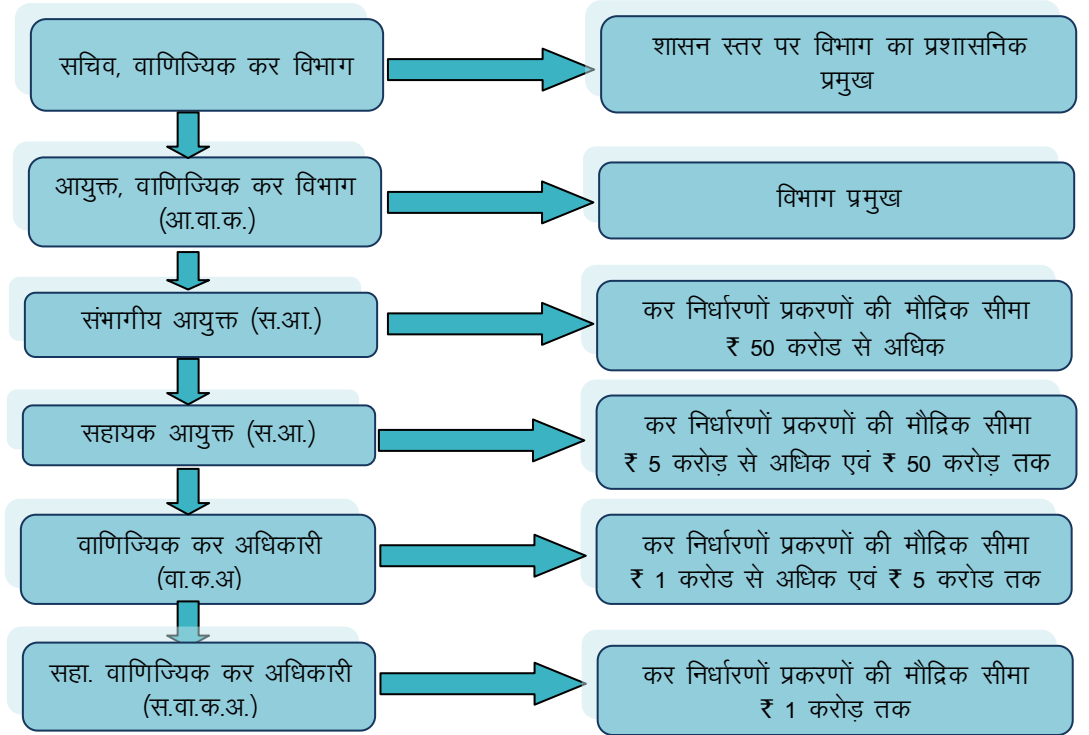 सचिव, वाणिज्यिक कर विभाग
शासन स्तर पर विभाग का प्रशासनिक
प्रमुख
आयुक्त, वाणिज्यिक कर विभाग
(आ.वा.क.)
विभाग प्रमुख
संभागीय आयुक्त (स.आ.)
कर निर्धारणों प्रकरणों की मौद्रिक सीमा
₹ 50 करोड से अधिक
सहायक आयुक्त (स.आ.)
कर निर्धारणों प्रकरणों की मौद्रिक सीमा
₹ 5 करोड़ से अधिक एवं ₹ 50 करोड़ तक
वाणिज्यिक कर अधिकारी
(वा.क.अ)
कर निर्धारणों प्रकरणों की मौद्रिक सीमा
₹ 1 करोड से अधिक एवं ₹ 5 करोड तक
सहा. वाणिज्यिक कर अधिकारी
(स.वा.क.अ.)
कर निर्धारणों प्रकरणों की मौद्रिक सीमा
₹ 1 करोड़ तक